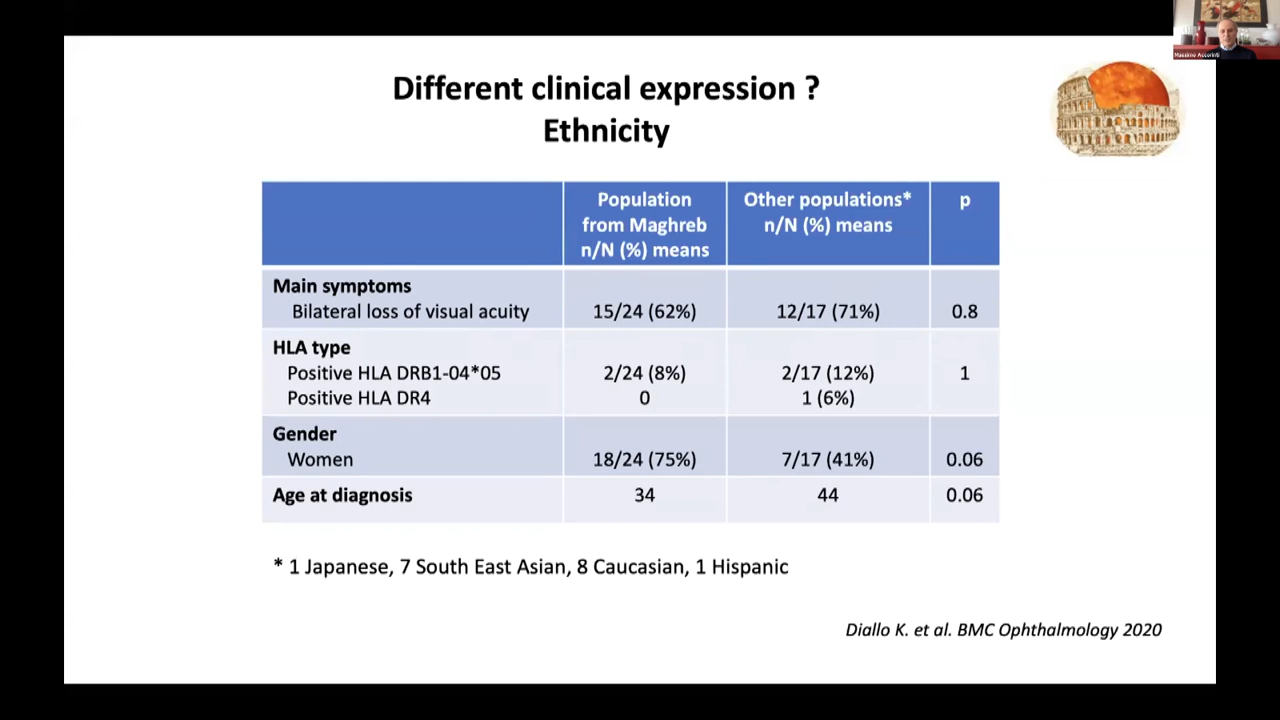 Massimo Accorinti
Different clinical expression ?
Ethnicity
Population
from Maghreb
n/N (%) means
Other populations*
n/N (%) means
p
Main symptoms
Bilateral loss of visual acuity 15/24 (62%) 12/17 (71%) 0.8
HLA type
Positive HLA DRB1-04*05 2/24 (8%) 2/17 (12%) 1
Positive HLA DR4 0 1 (6%)
Gender
Women 18/24 (75%) 7/17 (41%) 0.06
Age at diagnosis 34 44 0.06
* 1 Japanese, 7 South East Asian, 8 Caucasian, 1 Hispanic
Diallo K. et al. BMC Ophthalmology 2020